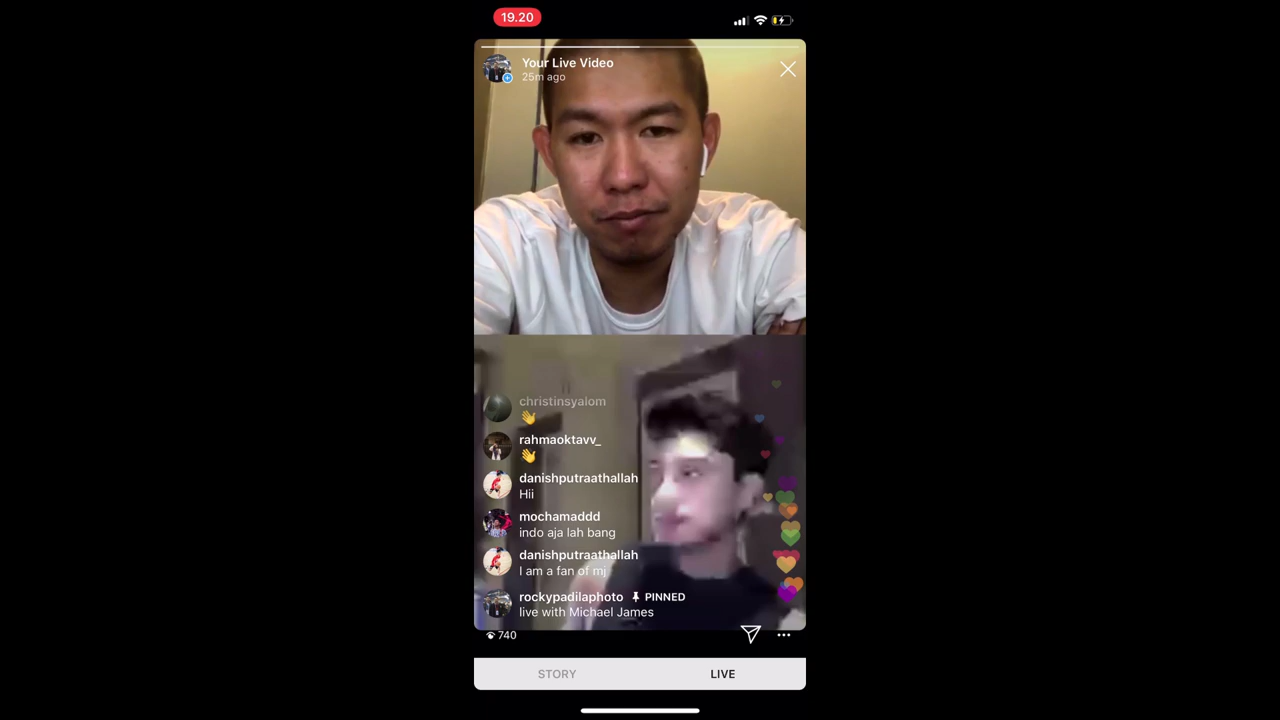 19.20
Your Live Video
25m ago
christinsyalom
👋
rahmaoktavv_
👋
danishputraathallah
Hii
mochamaddd
indo aja lah bang
danishputraathallah
I am a fan of mj
rockypadilaphoto PINNED
live with Michael James
740
STORY LIVE